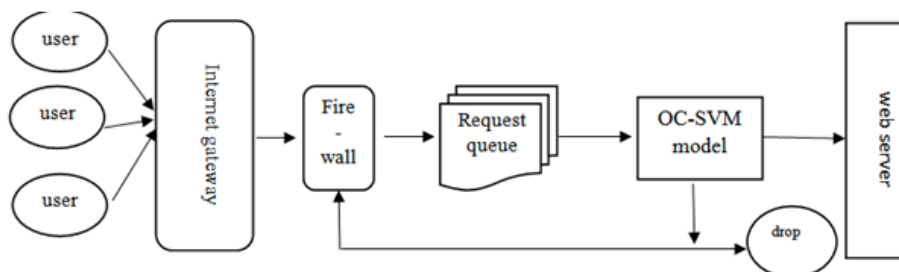 user
user
user
Internet gateway
Fire
-
wall
Request
queue
OC-SVM
model
drop
web server